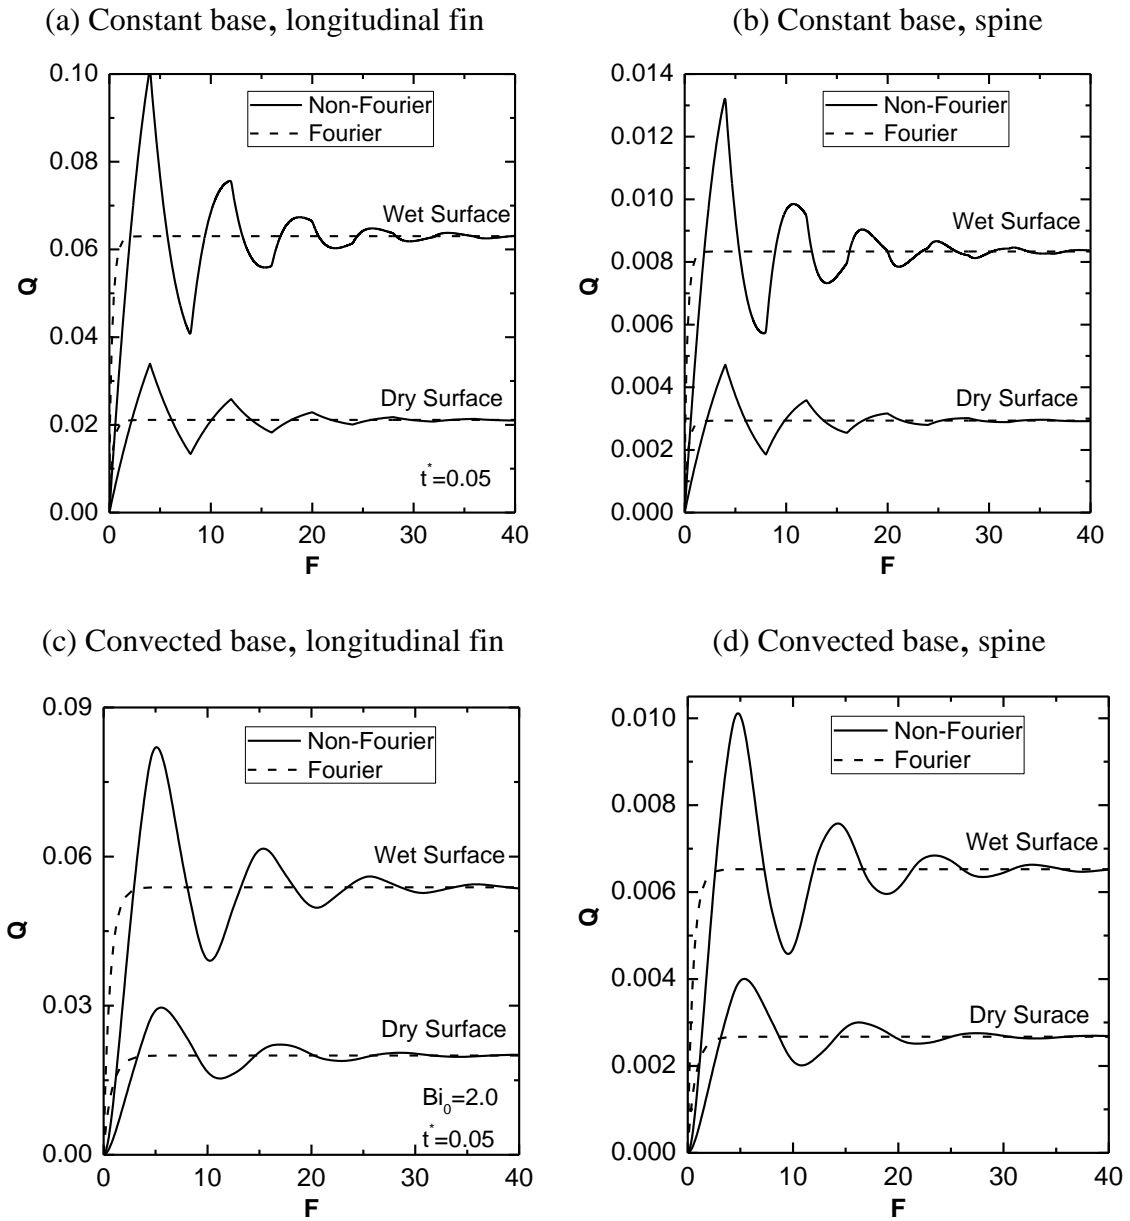 (a) Constant base, longitudinal fin
0.10
0.08
0.06
0.04
0.02
0.00
Q
Non-Fourier
Fourier
Wet Surface
Dry Surface
t*=0.05
0 10 20 30 40
F
(b) Constant base, spine
0.014
0.012
0.010
0.008
0.006
0.004
0.002
0.000
Q
Non-Fourier
Fourier
Wet Surface
Dry Surface
0 10 20 30 40
F
(c) Convected base, longitudinal fin
0.09
0.06
0.03
0.00
Q
Non-Fourier
Fourier
Wet Surface
Dry Surface
Bi0=2.0
t*=0.05
0 10 20 30 40
F
(d) Convected base, spine
0.010
0.008
0.006
0.004
0.002
0.000
Q
Non-Fourier
Fourier
Wet Surface
Dry Surace
0 10 20 30 40
F